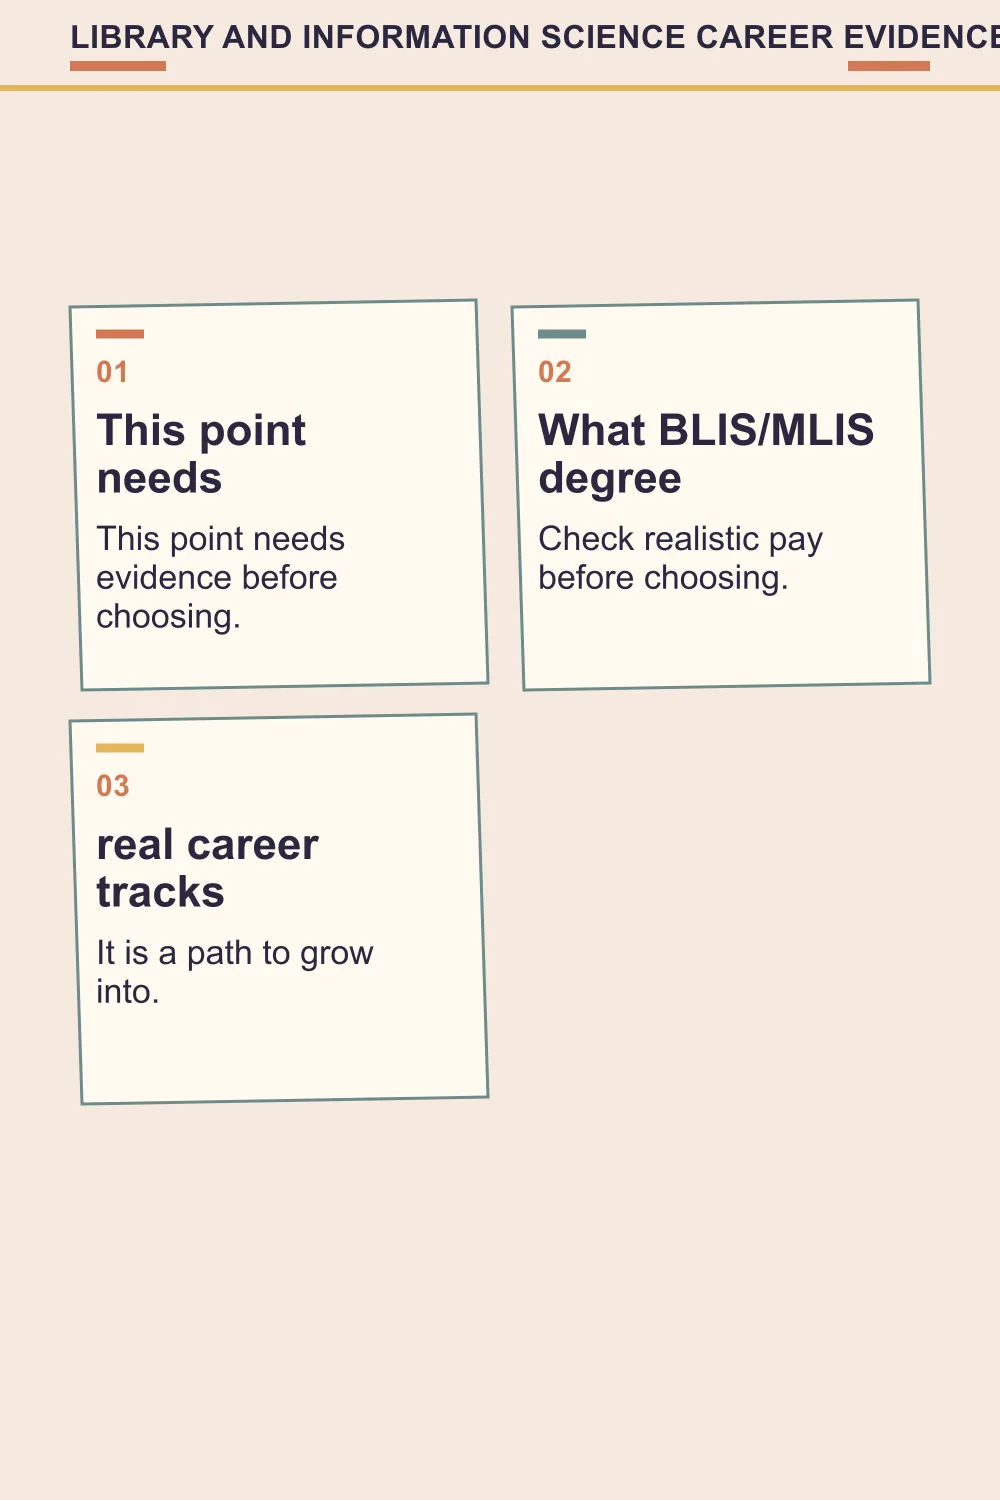 LIBRARY AND INFORMATION SCIENCE CAREER EVIDENCE
01
This point
needs
This point needs
evidence before
choosing.
02
What BLIS/MLIS
degree
Check realistic pay
before choosing.
03
real career
tracks
It is a path to grow
into.